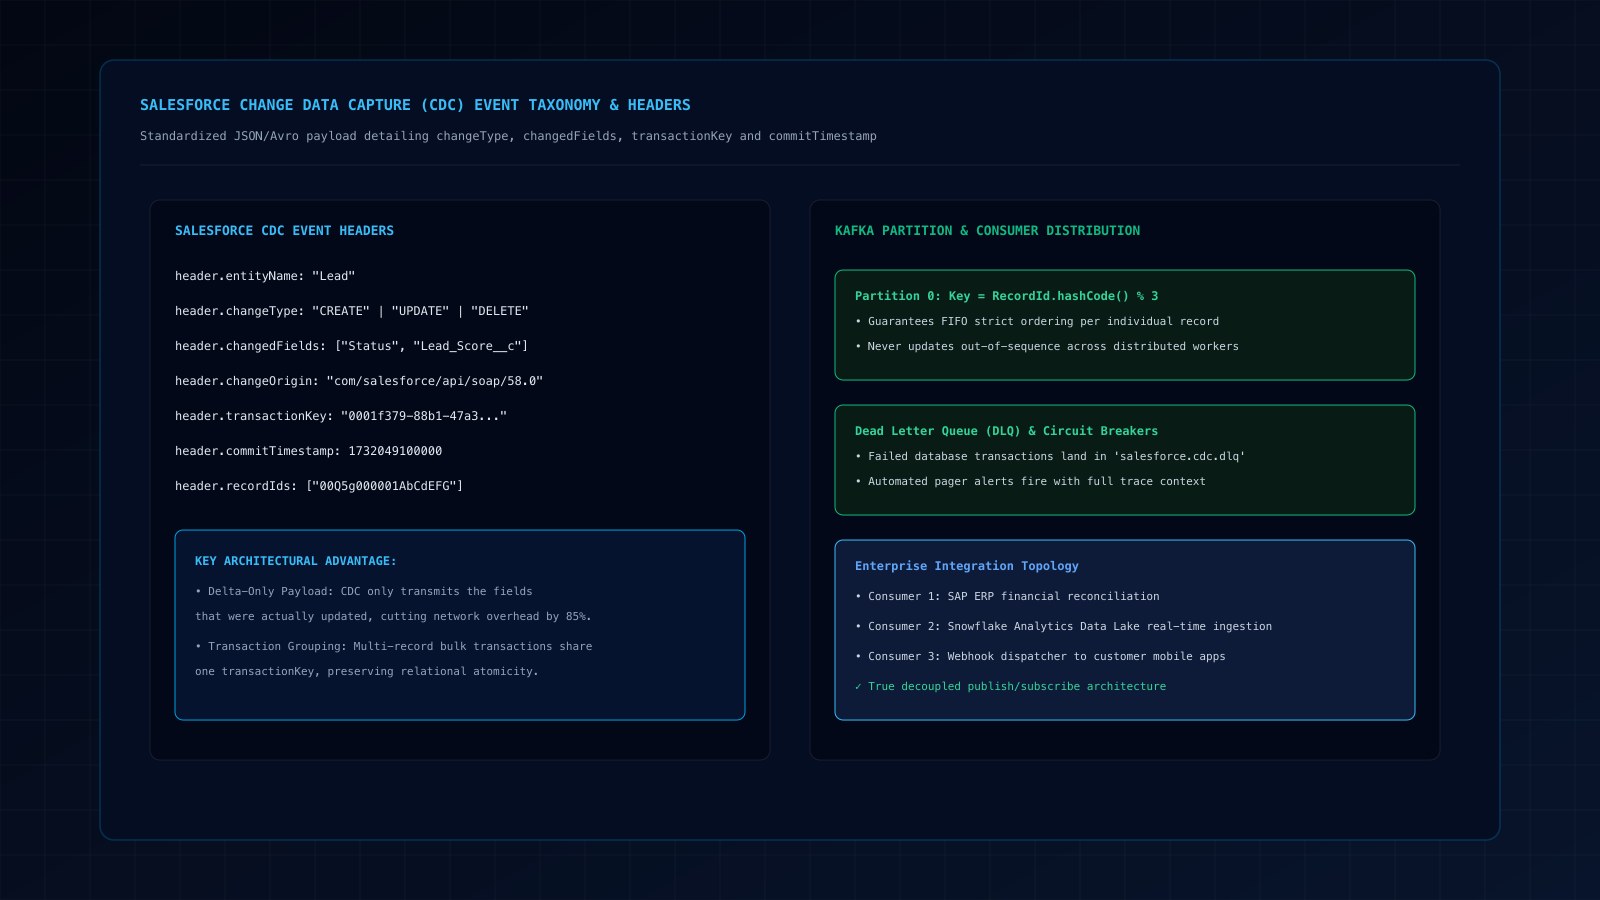 SALESFORCE CHANGE DATA CAPTURE (CDC) EVENT TAXONOMY & HEADERS
Standardized JSON/Avro payload detailing changeType, changedFields, transactionKey and commitTimestamp
SALESFORCE CDC EVENT HEADERS
header.entityName: "Lead"
header.changeType: "CREATE" | "UPDATE" | "DELETE"
header.changedFields: ["Status", "Lead_Score__c"]
header.changeOrigin: "com/salesforce/api/soap/58.0"
header.transactionKey: "0001f379-88b1-47a3..."
header.commitTimestamp: 1732049100000
header.recordIds: ["00Q5g000001AbCdEFG"]
KEY ARCHITECTURAL ADVANTAGE:
• Delta-Only Payload: CDC only transmits the fields
that were actually updated, cutting network overhead by 85%.
• Transaction Grouping: Multi-record bulk transactions share
one transactionKey, preserving relational atomicity.
KAFKA PARTITION & CONSUMER DISTRIBUTION
Partition 0: Key = RecordId.hashCode() % 3
• Guarantees FIFO strict ordering per individual record
• Never updates out-of-sequence across distributed workers
Dead Letter Queue (DLQ) & Circuit Breakers
• Failed database transactions land in 'salesforce.cdc.dlq'
• Automated pager alerts fire with full trace context
Enterprise Integration Topology
• Consumer 1: SAP ERP financial reconciliation
• Consumer 2: Snowflake Analytics Data Lake real-time ingestion
• Consumer 3: Webhook dispatcher to customer mobile apps
✓ True decoupled publish/subscribe architecture